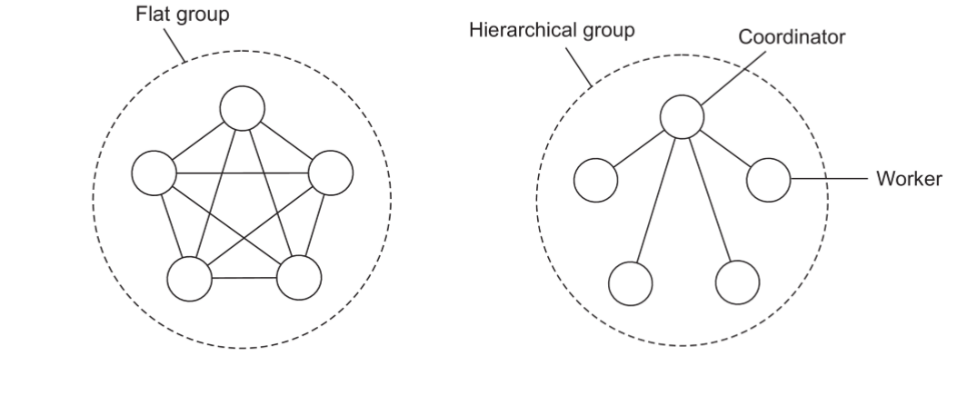 Flat group
Hierarchical group
Coordinator
Worker